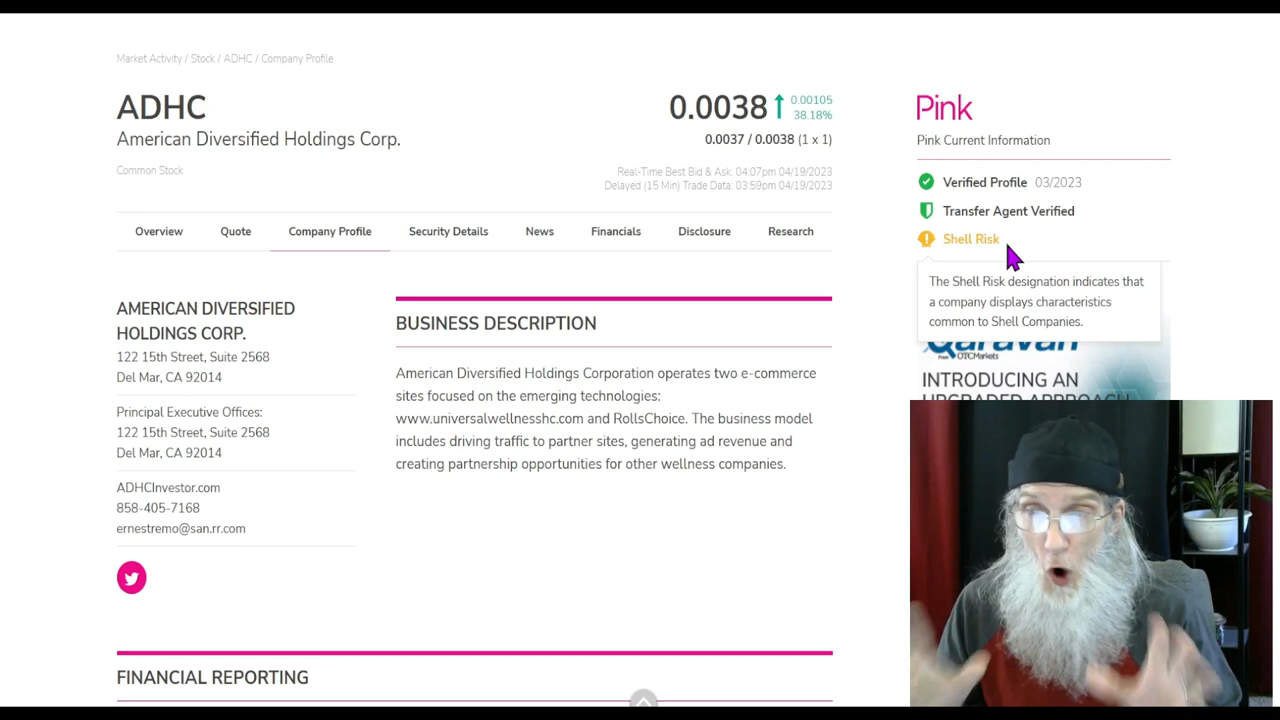 Market Activity / Stock / ADHC / Company Profile
ADHC
American Diversified Holdings Corp.
Common Stock
0.0038
0.00105
38.18%
0.0037 / 0.0038 (1 x 1)
Real-Time Best Bid & Ask: 04:07pm 04/19/2023
Delayed (15 Min) Trade Data: 03:59pm 04/19/2023
Pink
Pink Current Information
Verified Profile 03/2023
Transfer Agent Verified
Shell Risk
The Shell Risk designation indicates that
a company displays characteristics
common to Shell Companies.
Qaravan
From OTCMarkets
INTRODUCING AN
UPGRADED APPROACH
Overview Quote Company Profile Security Details News Financials Disclosure Research
AMERICAN DIVERSIFIED
HOLDINGS CORP.
122 15th Street, Suite 2568
Del Mar, CA 92014
Principal Executive Offices:
122 15th Street, Suite 2568
Del Mar, CA 92014
ADHCInvestor.com
858-405-7168
ernestremo@san.rr.com
BUSINESS DESCRIPTION
American Diversified Holdings Corporation operates two e-commerce
sites focused on the emerging technologies:
www.universalwellnesshc.com and RollsChoice. The business model
includes driving traffic to partner sites, generating ad revenue and
creating partnership opportunities for other wellness companies.
FINANCIAL REPORTING